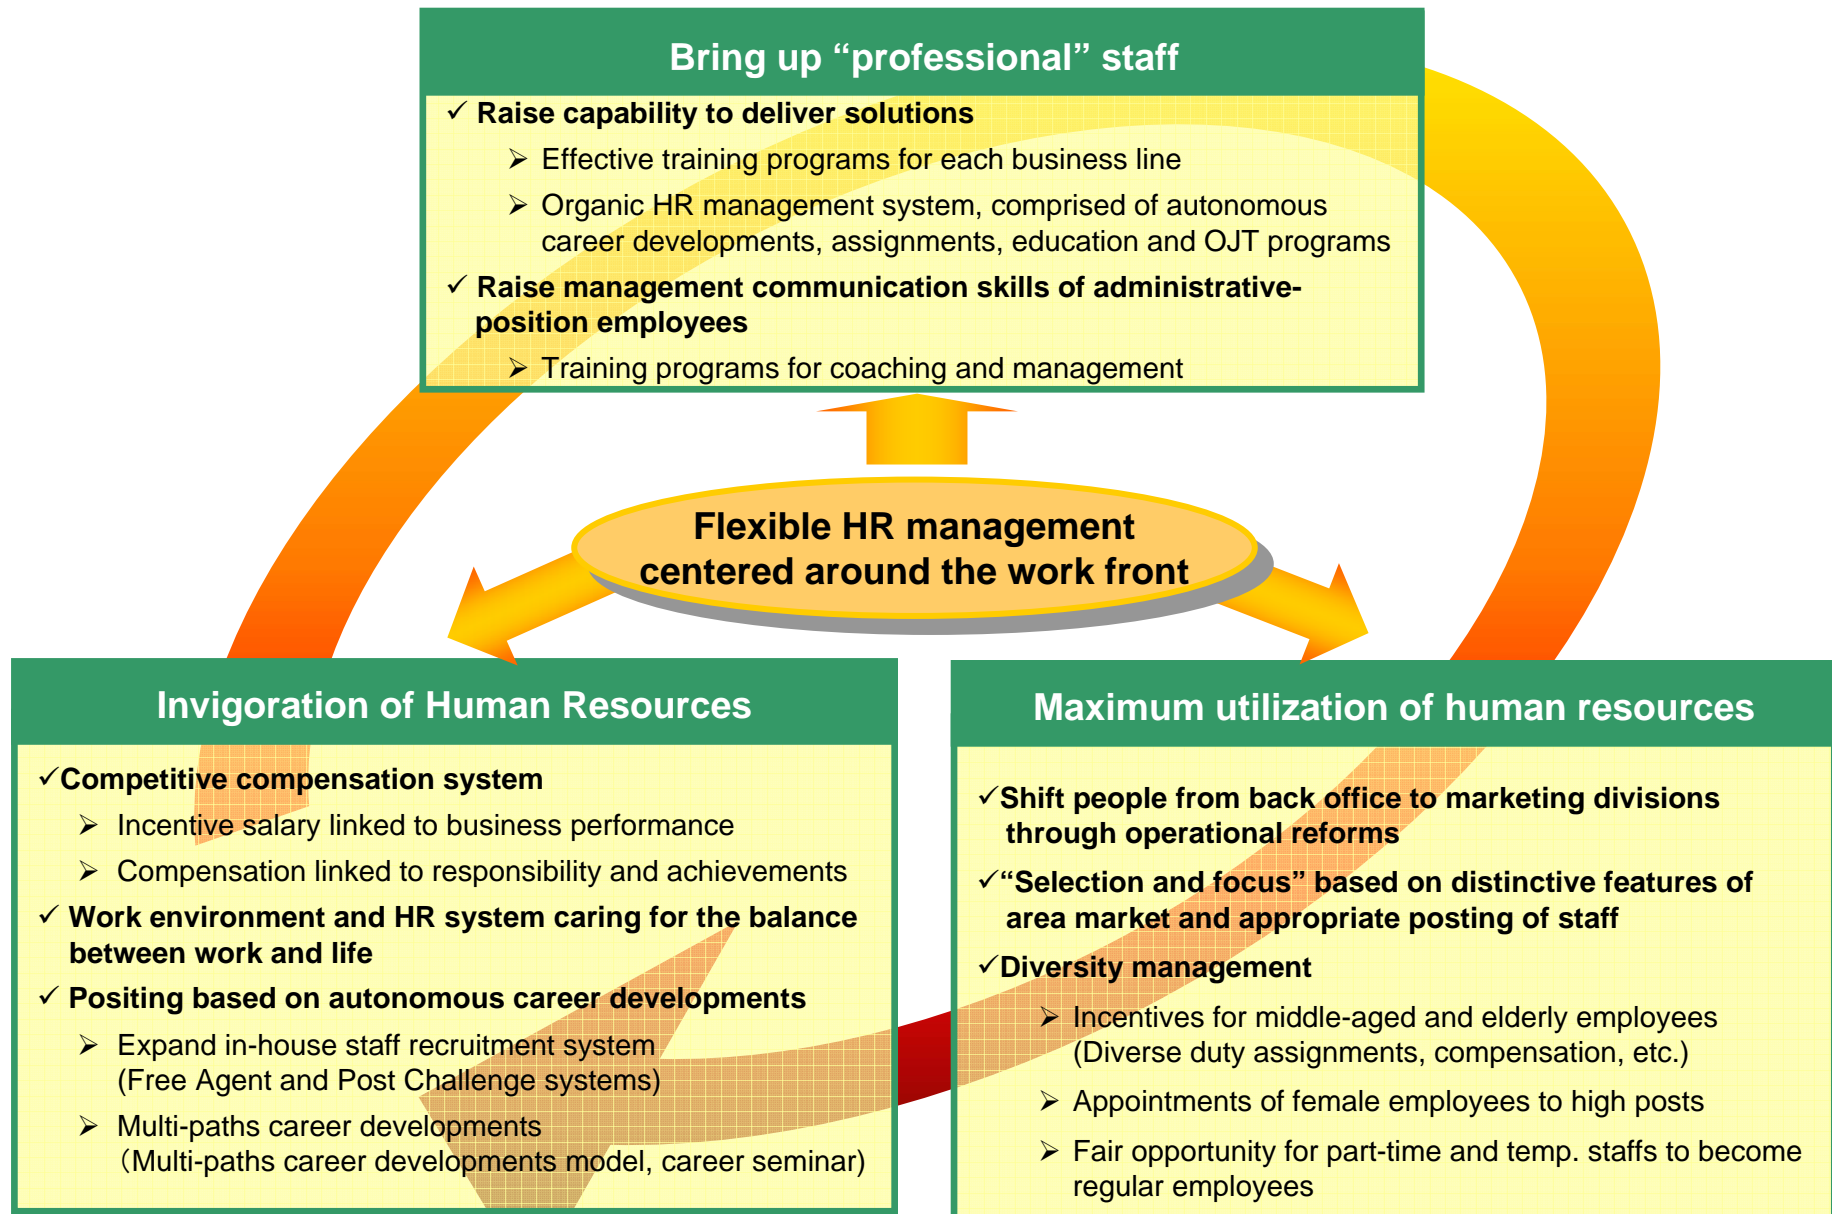 Bring up “professional” staff
✓ Raise capability to deliver solutions
➢ Effective training programs for each business line
➢ Organic HR management system, comprised of autonomous
career developments, assignments, education and OJT programs
✓ Raise management communication skills of administrative-
position employees
➢ Training programs for coaching and management
Flexible HR management
centered around the work front
Invigoration of Human Resources
✓Competitive compensation system
➢ Incentive salary linked to business performance
➢ Compensation linked to responsibility and achievements
✓ Work environment and HR system caring for the balance
between work and life
✓ Positing based on autonomous career developments
➢ Expand in-house staff recruitment system
(Free Agent and Post Challenge systems)
➢ Multi-paths career developments
（Multi-paths career developments model, career seminar)
Maximum utilization of human resources
✓Shift people from back office to marketing divisions
through operational reforms
✓“Selection and focus” based on distinctive features of
area market and appropriate posting of staff
✓Diversity management
➢ Incentives for middle-aged and elderly employees
(Diverse duty assignments, compensation, etc.)
➢ Appointments of female employees to high posts
➢ Fair opportunity for part-time and temp. staffs to become
regular employees